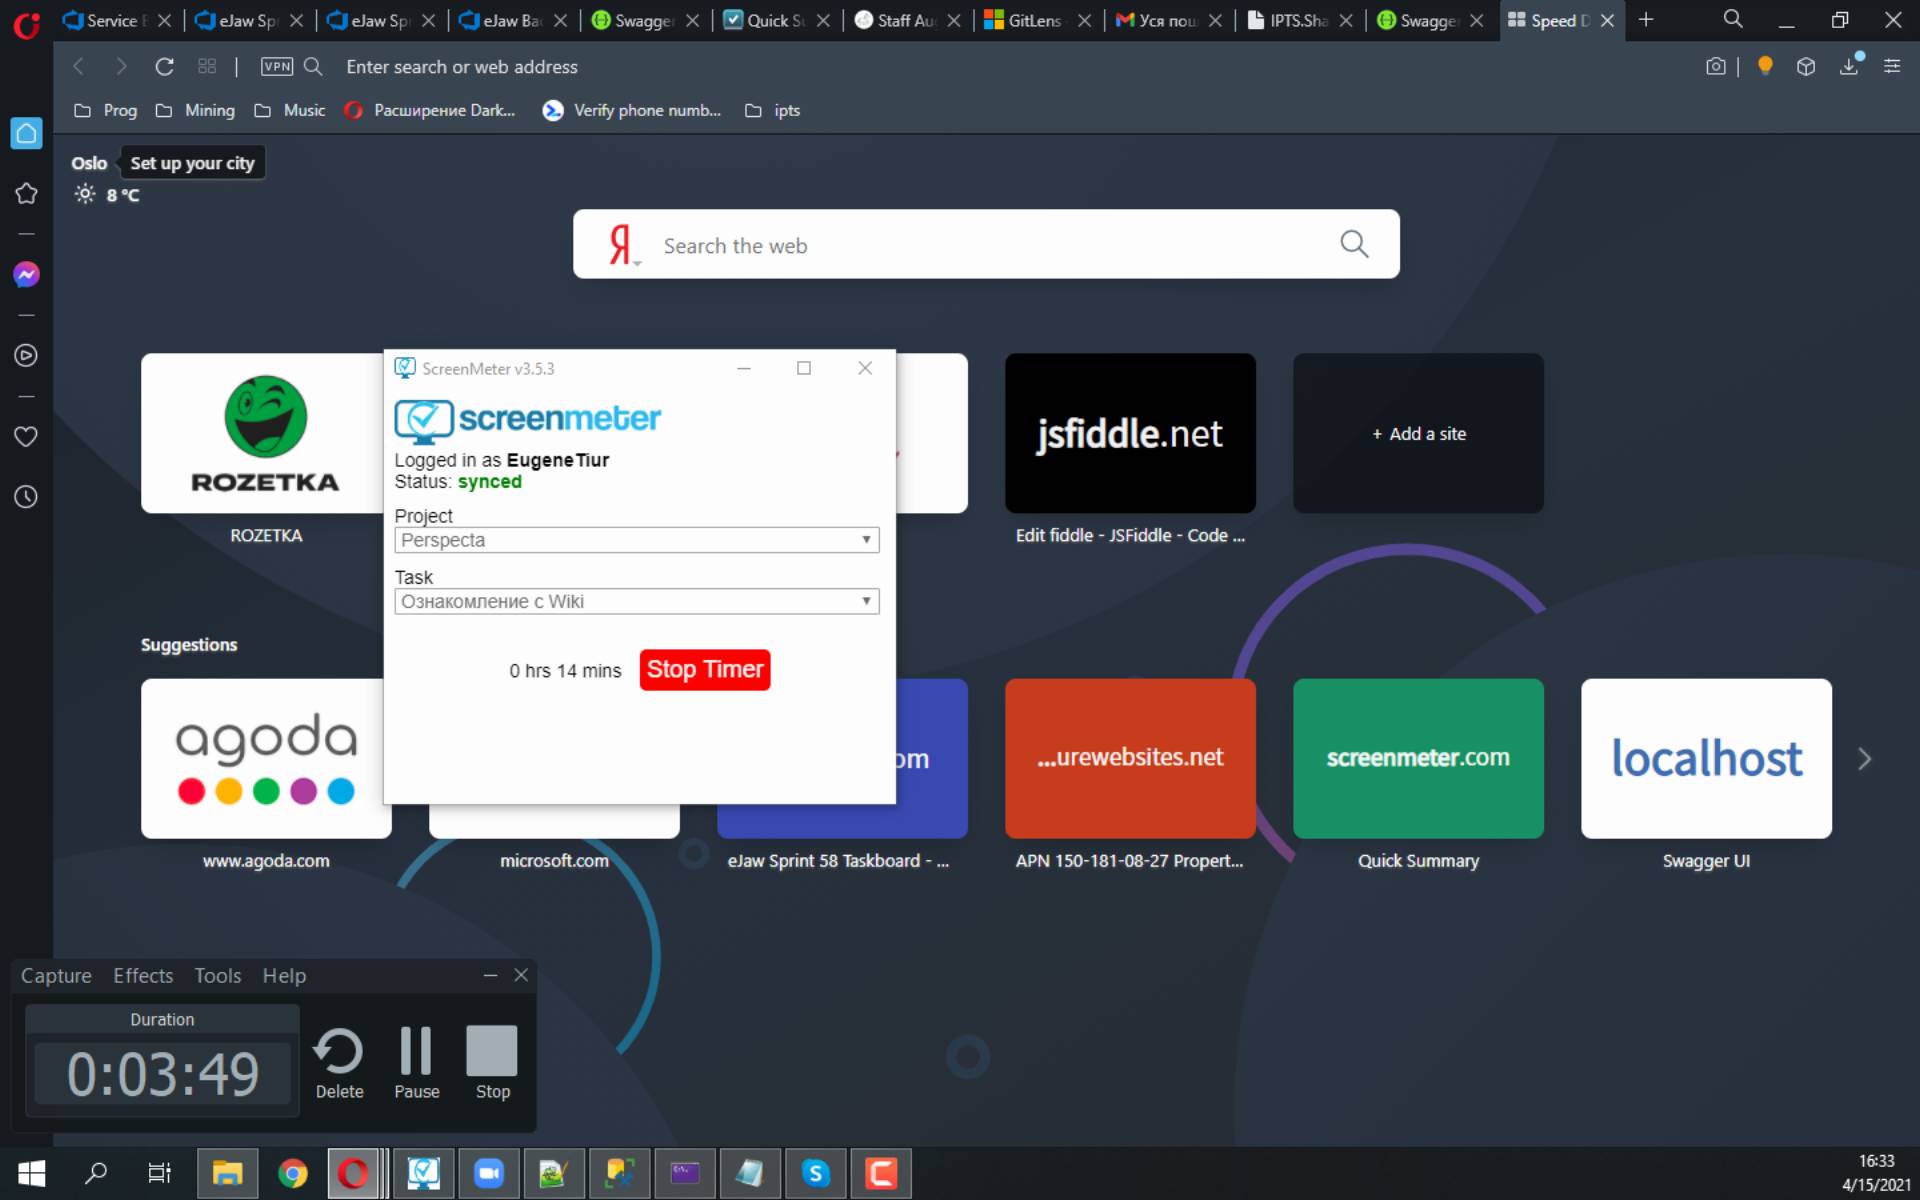 Service
eJaw Sp
eJaw Sp
eJaw Ba
Swagger
Quick Su
Staff Au
GitLens
Уся пош
IPTS.Sha
Swagge
Speed D
VPN
Enter search or web address
Prog
Mining
Music
Расширение Dark...
Verify phone numb...
ipts
Oslo
Set up your city
8 °C
Я
Search the web
ScreenMeter v3.5.3
screenmeter
Logged in as EugeneTiur
Status: synced
Project
Perspecta
Task
Ознакомление с Wiki
0 hrs 14 mins
Stop Timer
ROZETKA
ROZETKA
jsfiddle.net
Edit fiddle - JSFiddle - Code ...
+ Add a site
Suggestions
agoda
www.agoda.com
microsoft.com
om
eJaw Sprint 58 Taskboard - ...
...urewebsites.net
APN 150-181-08-27 Propert...
screenmeter.com
Quick Summary
localhost
Swagger UI
Capture Effects Tools Help
Duration
0:03:49
Delete
Pause
Stop
16:33
4/15/2021